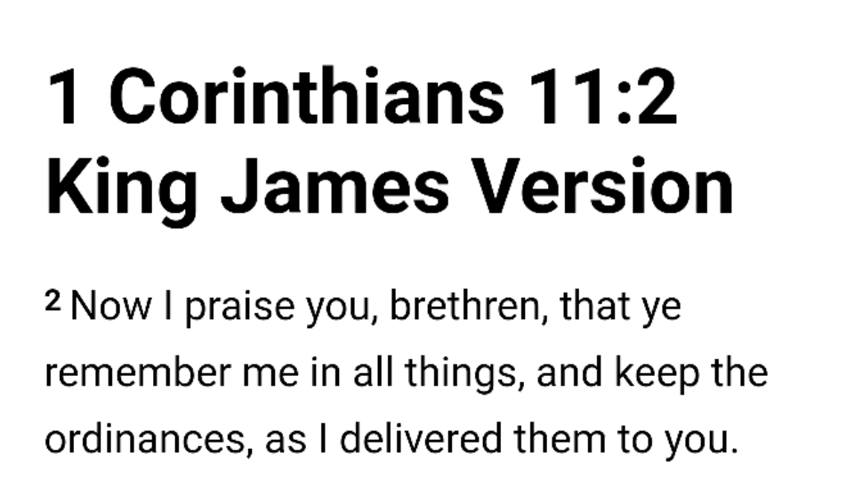 1 Corinthians 11:2
King James Version
2 Now I praise you, brethren, that ye
remember me in all things, and keep the
ordinances, as I delivered them to you.